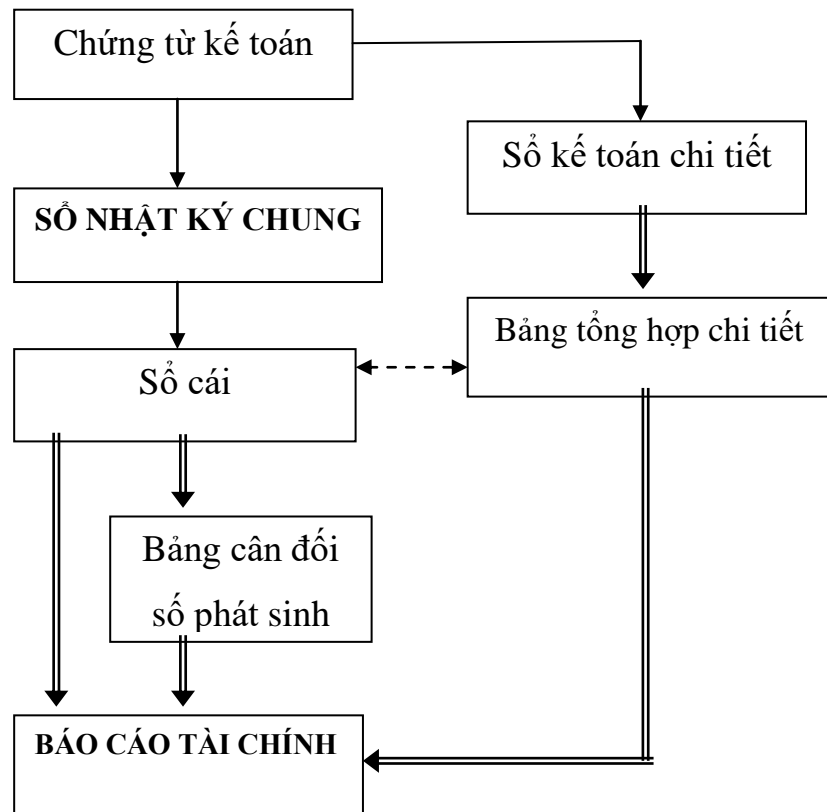 Chứng từ kế toán
Sổ kế toán chi tiết
SỔ NHẬT KÝ CHUNG
Bảng tổng hợp chi tiết
Sổ cái
Bảng cân đối
số phát sinh
BÁO CÁO TÀI CHÍNH